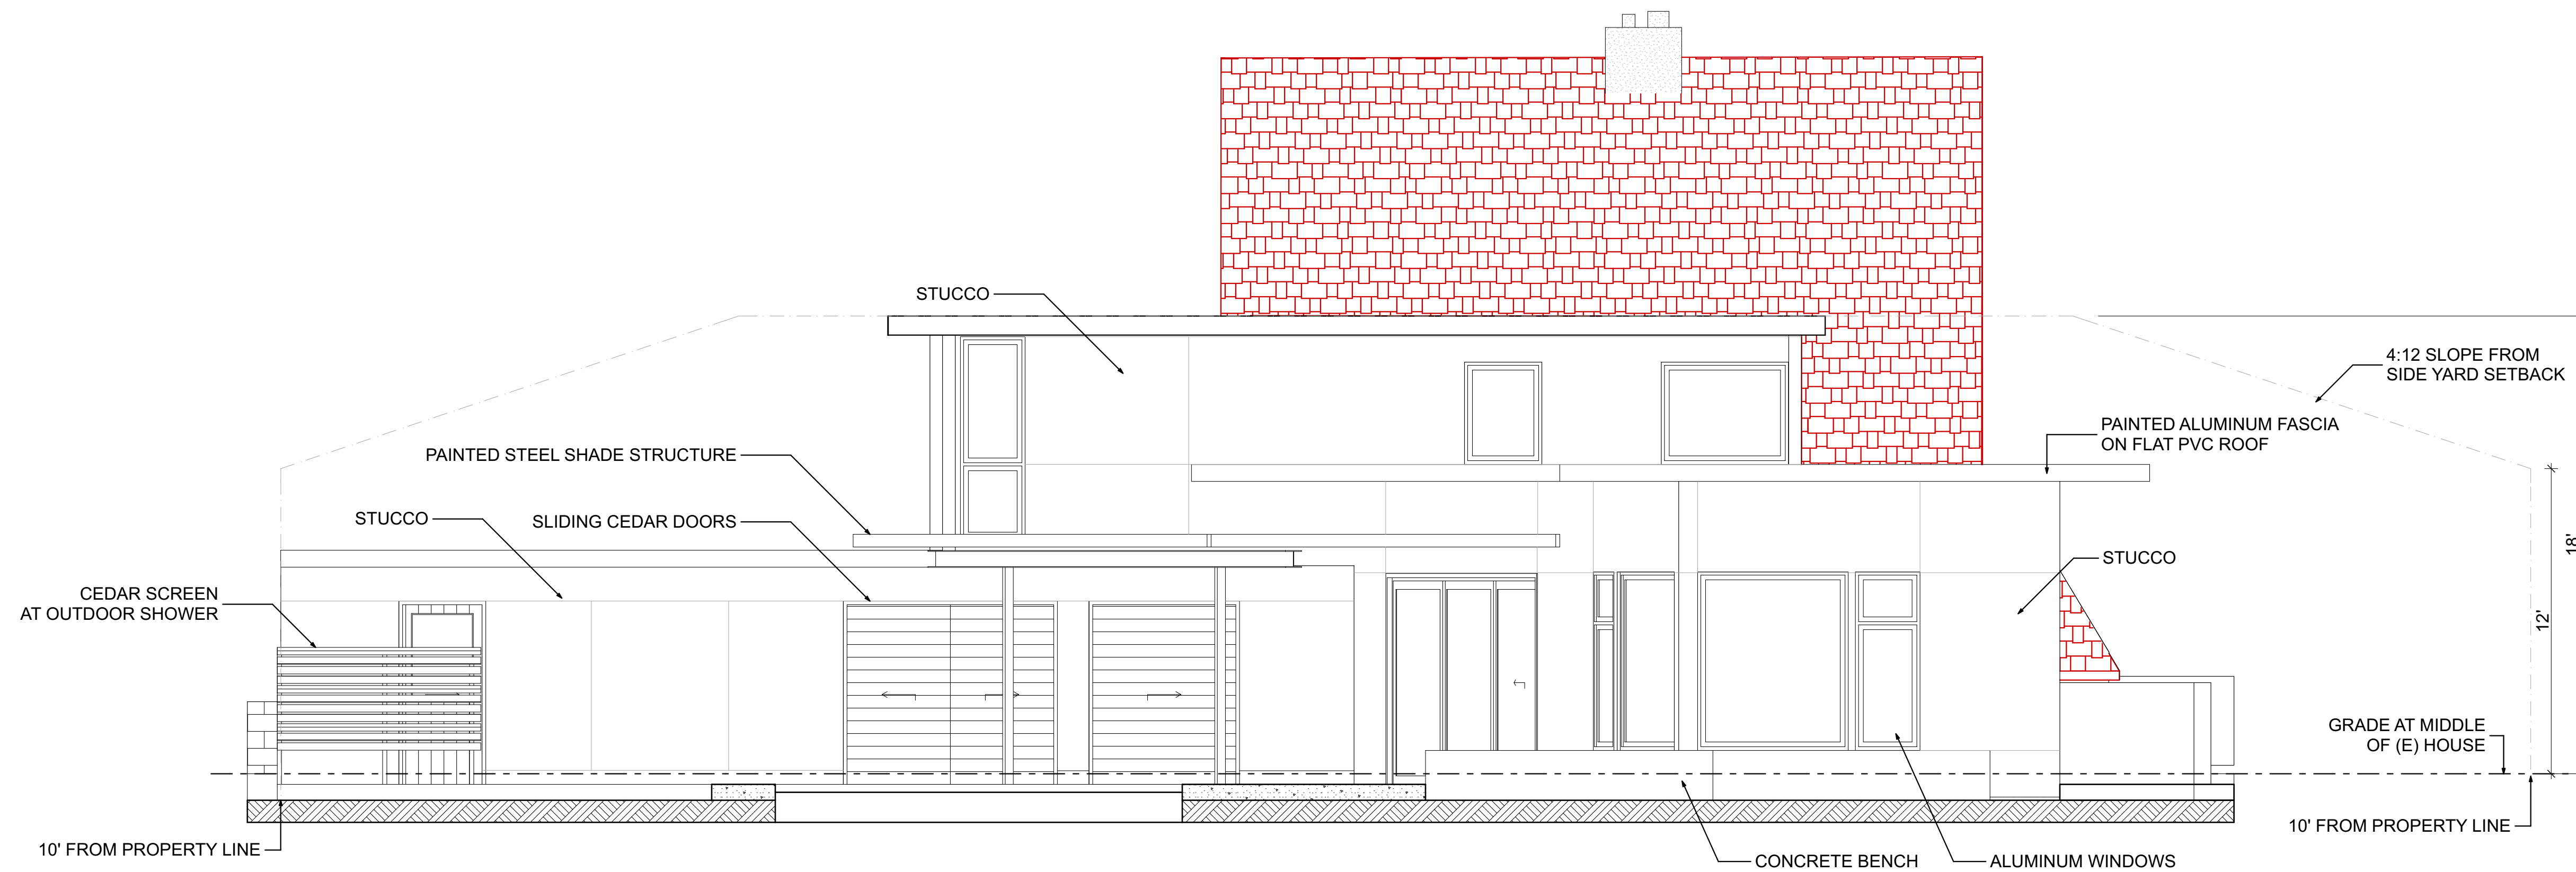 STUCCO
4:12 SLOPE FROM
SIDE YARD SETBACK
PAINTED ALUMINUM FASCIA
ON FLAT PVC ROOF
PAINTED STEEL SHADE STRUCTURE
STUCCO
SLIDING CEDAR DOORS
18'
STUCCO
CEDAR SCREEN
AT OUTDOOR SHOWER
12'
GRADE AT MIDDLE
OF (E) HOUSE
10' FROM PROPERTY LINE
10' FROM PROPERTY LINE
CONCRETE BENCH
ALUMINUM WINDOWS